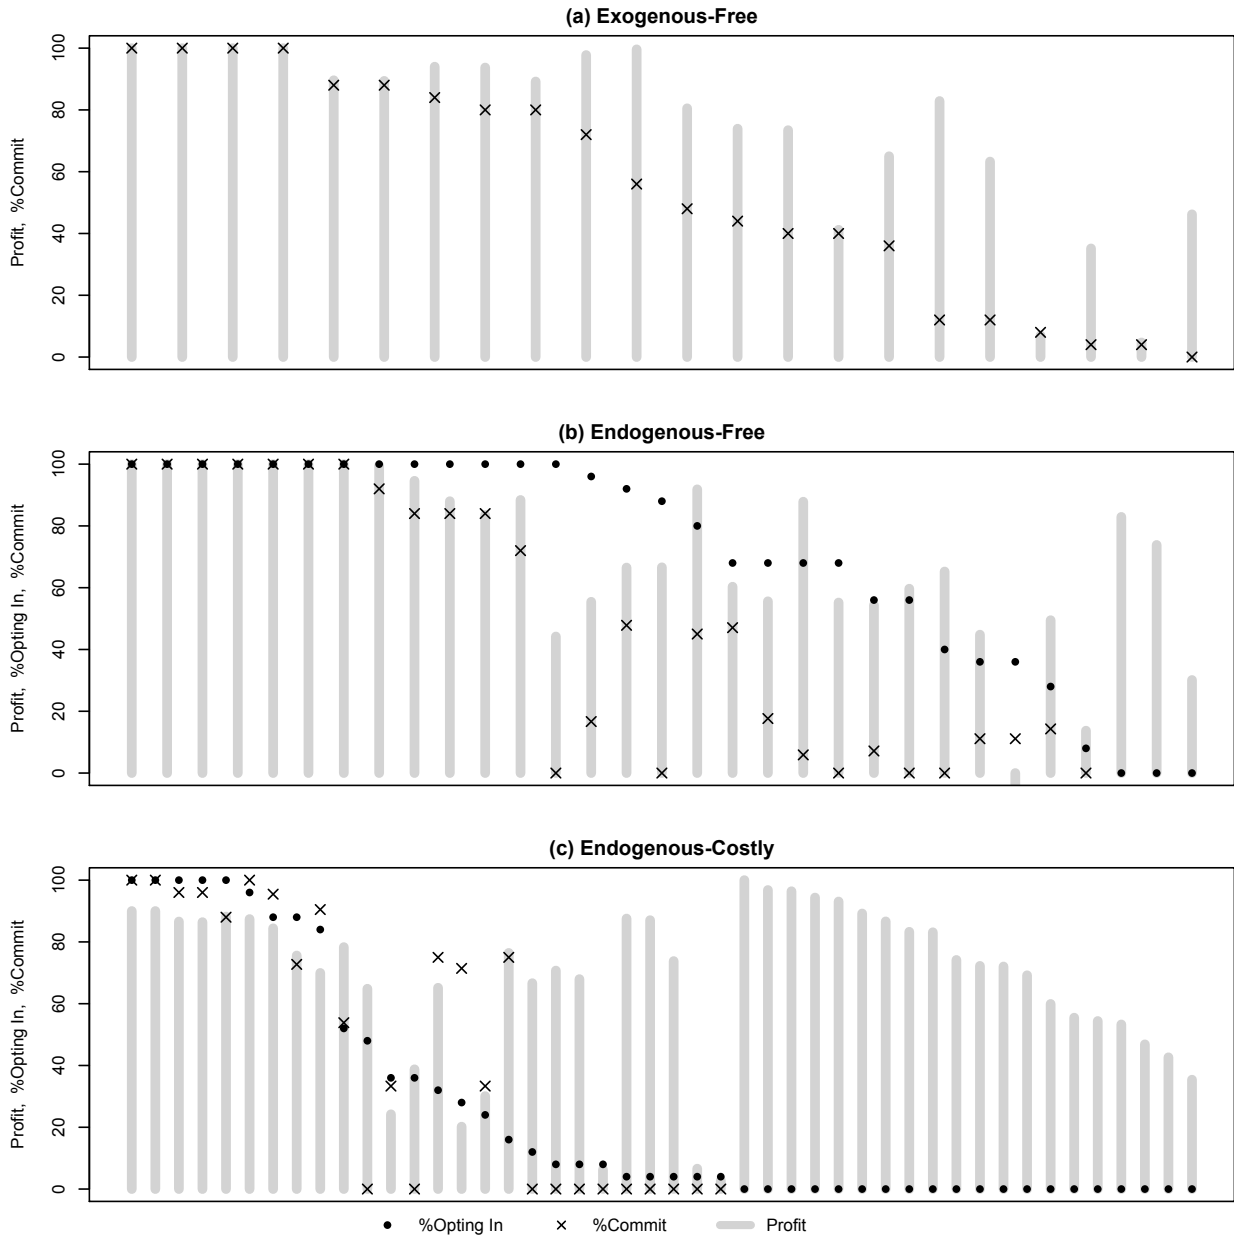 (a) Exogenous-Free
Profit, %Commit
100
80
60
40
20
0
(b) Endogenous-Free
Profit, %Opting In, %Commit
100
80
60
40
20
0
(c) Endogenous-Costly
Profit, %Opting In, %Commit
100
80
60
40
20
0
%Opting In %Commit Profit